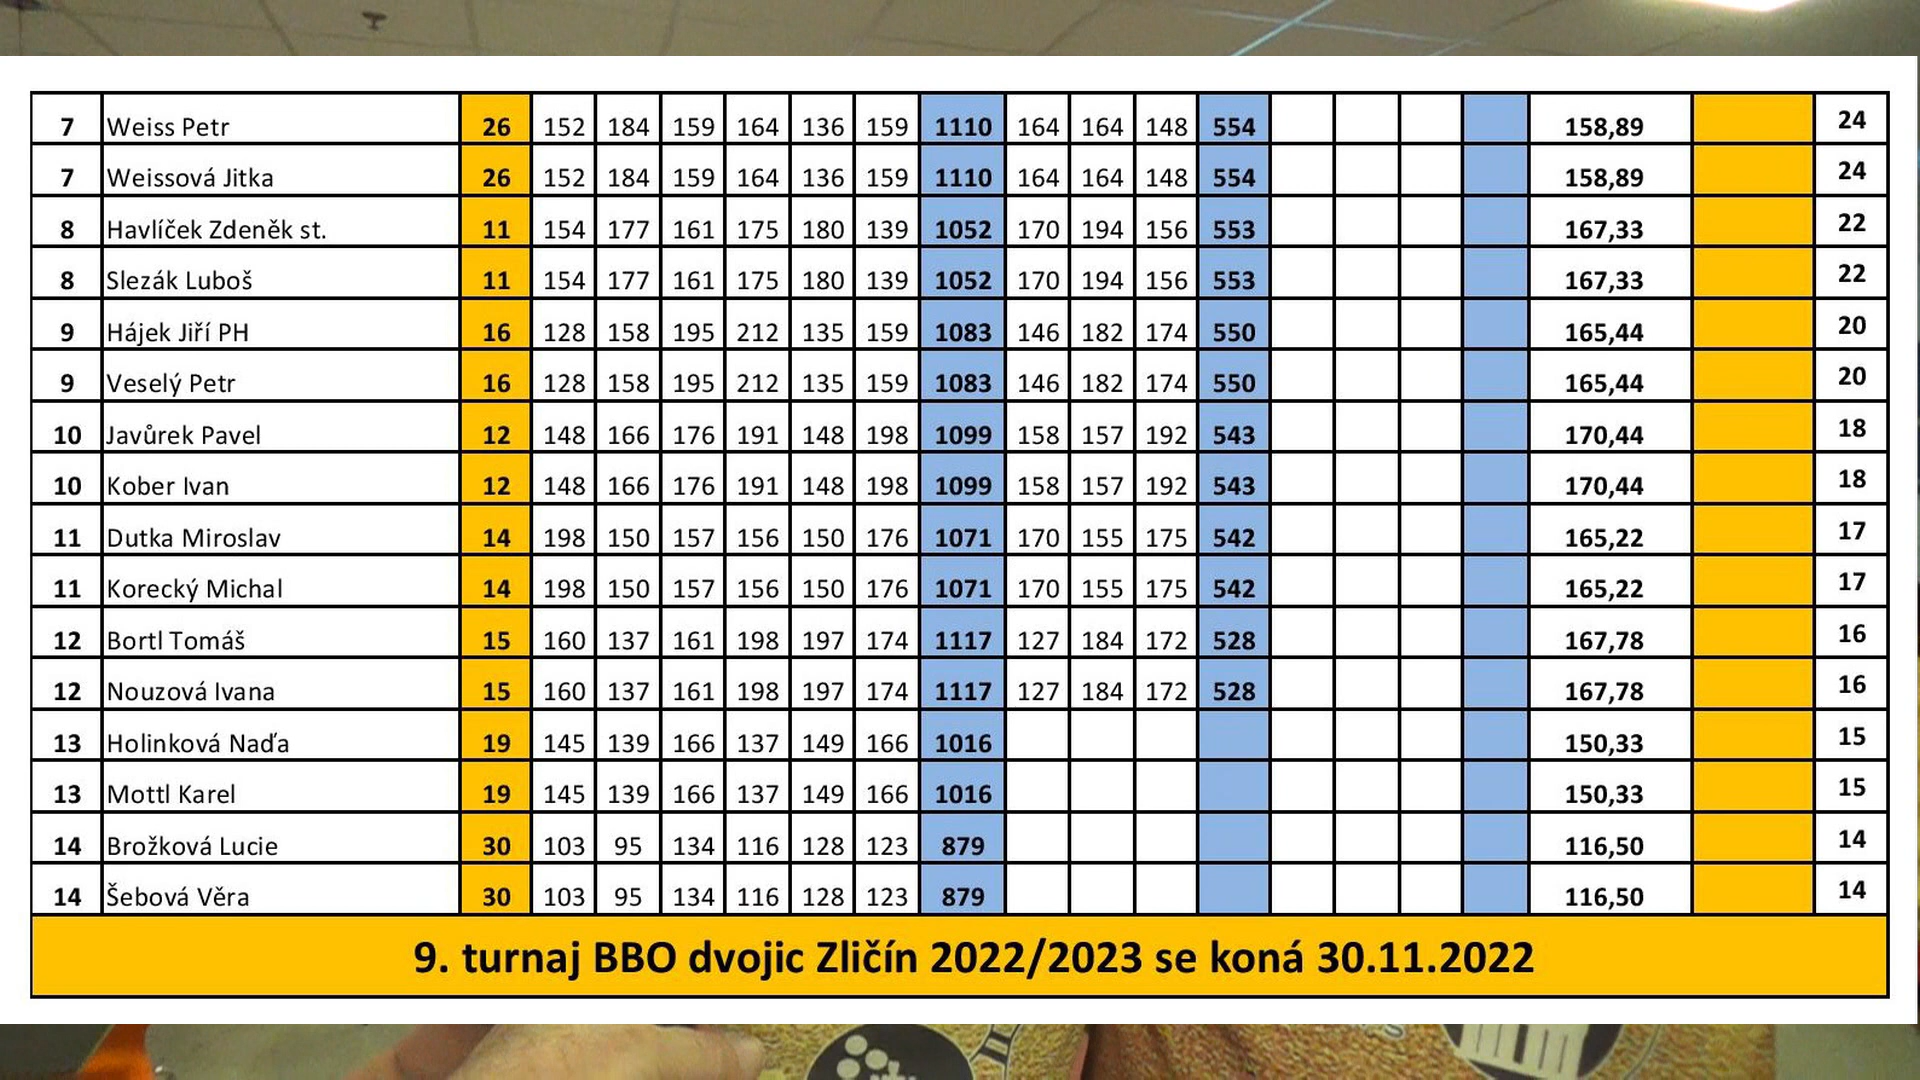 7 Weiss Petr 26 152 184 159 164 136 159 1110 164 164 148 554 158,89 24
7 Weissová Jitka 26 152 184 159 164 136 159 1110 164 164 148 554 158,89 24
8 Havlíček Zdeněk st. 11 154 177 161 175 180 139 1052 170 194 156 553 167,33 22
8 Slezák Luboš 11 154 177 161 175 180 139 1052 170 194 156 553 167,33 22
9 Hájek Jiří PH 16 128 158 195 212 135 159 1083 146 182 174 550 165,44 20
9 Veselý Petr 16 128 158 195 212 135 159 1083 146 182 174 550 165,44 20
10 Javůrek Pavel 12 148 166 176 191 148 198 1099 158 157 192 543 170,44 18
10 Kober Ivan 12 148 166 176 191 148 198 1099 158 157 192 543 170,44 18
11 Dutka Miroslav 14 198 150 157 156 150 176 1071 170 155 175 542 165,22 17
11 Korecký Michal 14 198 150 157 156 150 176 1071 170 155 175 542 165,22 17
12 Bortl Tomáš 15 160 137 161 198 197 174 1117 127 184 172 528 167,78 16
12 Nouzová Ivana 15 160 137 161 198 197 174 1117 127 184 172 528 167,78 16
13 Holinková Naďa 19 145 139 166 137 149 166 1016 150,33 15
13 Mottl Karel 19 145 139 166 137 149 166 1016 150,33 15
14 Brožková Lucie 30 103 95 134 116 128 123 879 116,50 14
14 Šebová Věra 30 103 95 134 116 128 123 879 116,50 14
9. turnaj BBO dvojic Zličín 2022/2023 se koná 30.11.2022